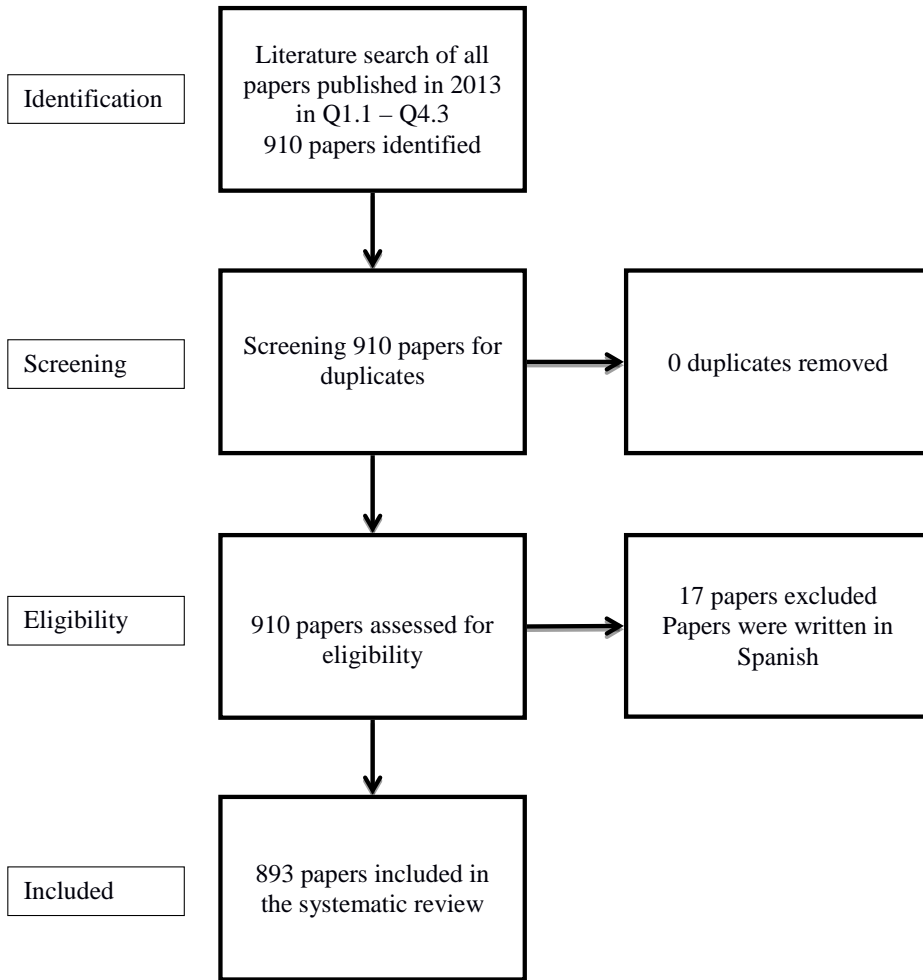 Identification
Literature search of all
papers published in 2013
in Q1.1 – Q4.3
910 papers identified
Screening
Screening 910 papers for
duplicates
0 duplicates removed
Eligibility
910 papers assessed for
eligibility
17 papers excluded
Papers were written in
Spanish
Included
893 papers included in
the systematic review